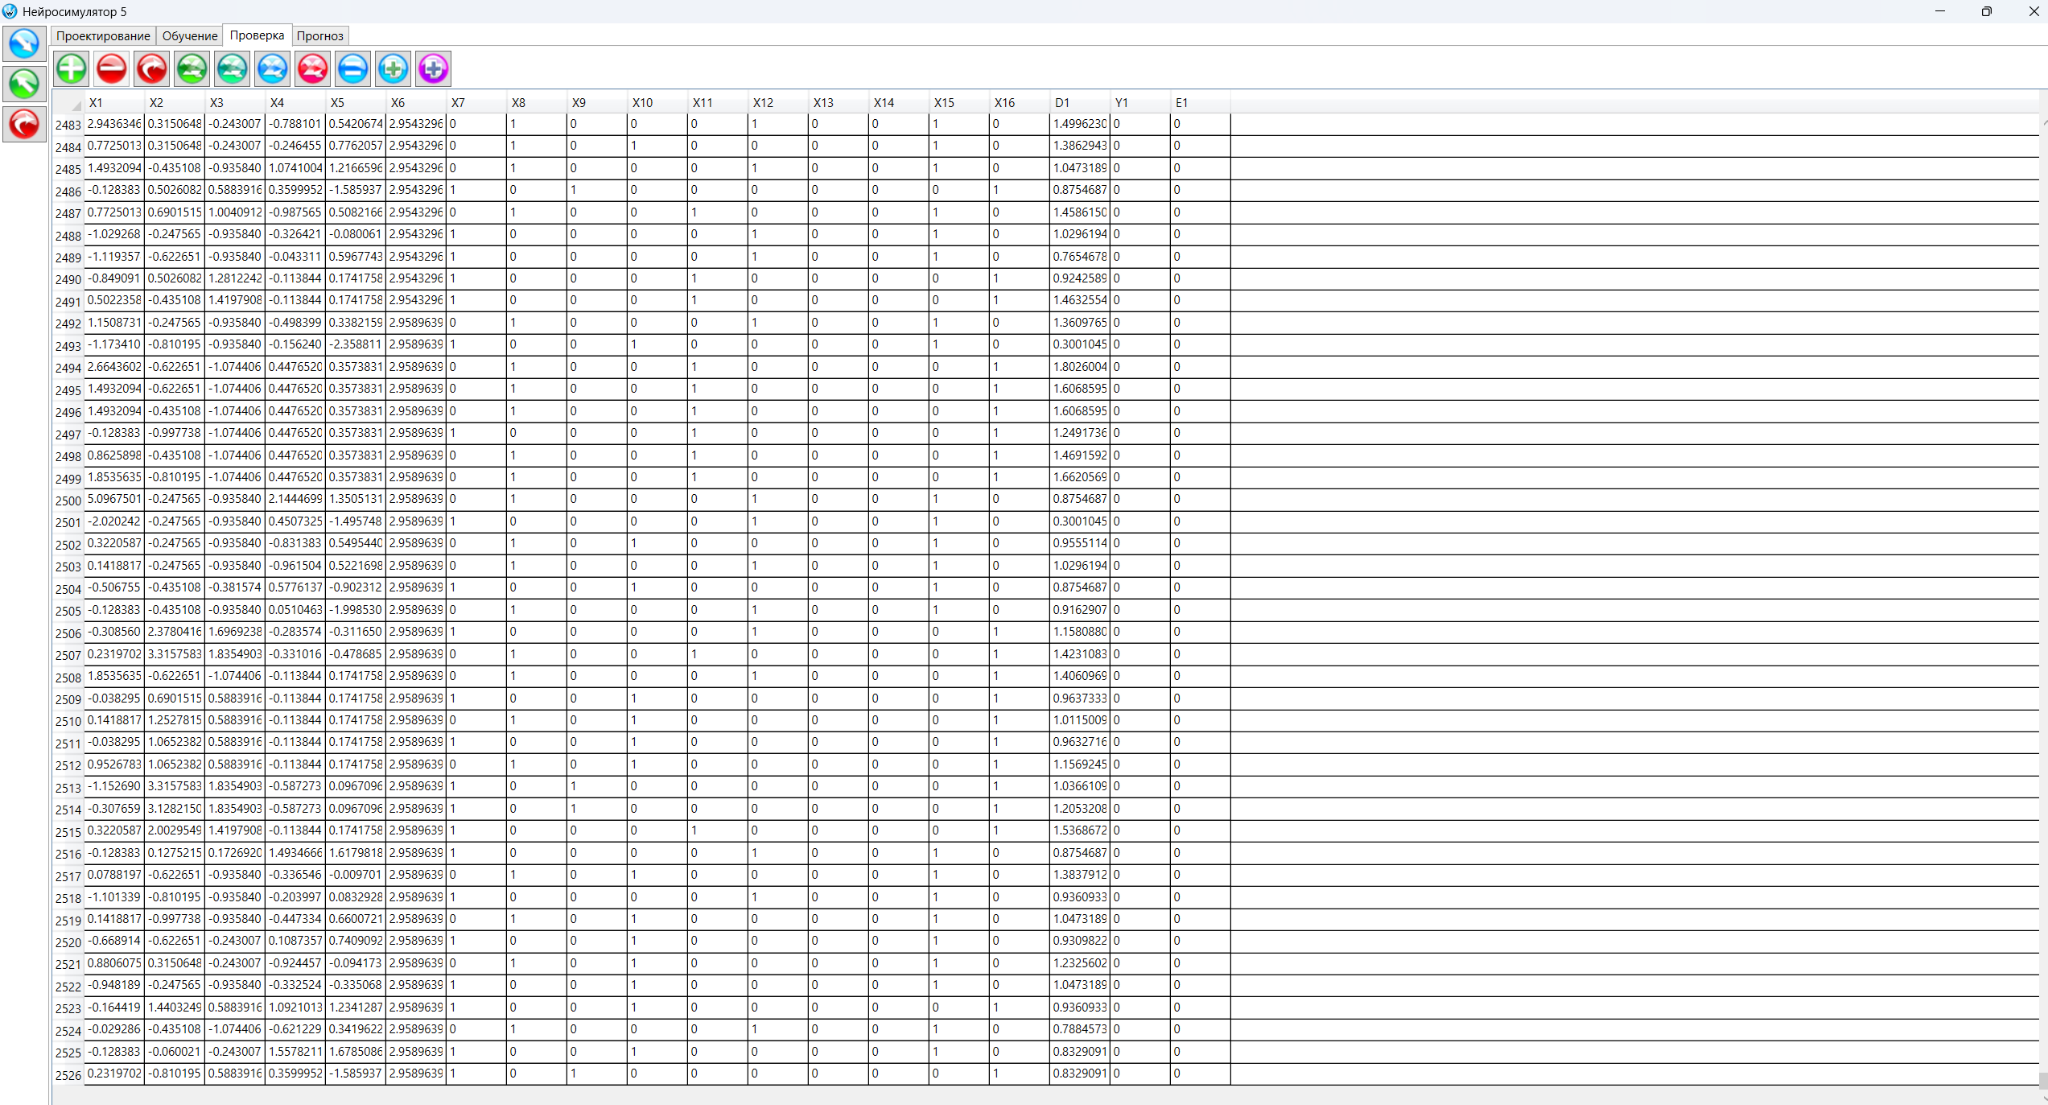 Нейросимулятор 5
Проектирование Обучение Проверка Прогноз
X1 X2 X3 X4 X5 X6 X7 X8 X9 X10 X11 X12 X13 X14 X15 X16 D1 Y1 E1
2483 2.9436346 0.3150648 -0.243007 -0.788101 0.5420674 2.9543296 0 1 0 0 0 1 0 0 1 0 1.4996230 0 0
2484 0.7725013 0.3150648 -0.243007 -0.246455 0.7762057 2.9543296 0 1 0 1 0 0 0 0 1 0 1.3862943 0 0
2485 1.4932094 -0.435108 -0.935840 1.0741004 1.2166596 2.9543296 0 1 0 0 0 1 0 0 1 0 1.0473189 0 0
2486 -0.128383 0.5026082 0.5883916 0.3599952 -1.585937 2.9543296 1 0 1 0 0 0 0 0 0 1 0.8754687 0 0
2487 0.7725013 0.6901515 1.0040912 -0.987565 0.5082166 2.9543296 0 1 0 0 1 0 0 0 1 0 1.4586150 0 0
2488 -1.029268 -0.247565 -0.935840 -0.326421 -0.080061 2.9543296 1 0 0 0 0 1 0 0 1 0 1.0296194 0 0
2489 -1.119357 -0.622651 -0.935840 -0.043311 0.5967743 2.9543296 1 0 0 0 0 1 0 0 1 0 0.7654678 0 0
2490 -0.849091 0.5026082 1.2812242 -0.113844 0.1741758 2.9543296 1 0 0 0 1 0 0 0 0 1 0.9242589 0 0
2491 0.5022358 -0.435108 1.4197908 -0.113844 0.1741758 2.9543296 1 0 0 0 1 0 0 0 0 1 1.4632554 0 0
2492 1.1508731 -0.247565 -0.935840 -0.498399 0.3382159 2.9589639 0 1 0 0 0 1 0 0 1 0 1.3609765 0 0
2493 -1.173410 -0.810195 -0.935840 -0.156240 -2.358811 2.9589639 1 0 0 1 0 0 0 0 1 0 0.3001045 0 0
2494 2.6643602 -0.622651 -1.074406 0.4476520 0.3573831 2.9589639 0 1 0 0 1 0 0 0 0 1 1.8026004 0 0
2495 1.4932094 -0.622651 -1.074406 0.4476520 0.3573831 2.9589639 0 1 0 0 1 0 0 0 0 1 1.6068595 0 0
2496 1.4932094 -0.435108 -1.074406 0.4476520 0.3573831 2.9589639 0 1 0 0 1 0 0 0 0 1 1.6068595 0 0
2497 -0.128383 -0.997738 -1.074406 0.4476520 0.3573831 2.9589639 1 0 0 0 1 0 0 0 0 1 1.2491736 0 0
2498 0.8625898 -0.435108 -1.074406 0.4476520 0.3573831 2.9589639 0 1 0 0 1 0 0 0 0 1 1.4691592 0 0
2499 1.8535635 -0.810195 -1.074406 0.4476520 0.3573831 2.9589639 0 1 0 0 1 0 0 0 0 1 1.6620569 0 0
2500 5.0967501 -0.247565 -0.935840 2.1444699 1.3505131 2.9589639 0 1 0 0 0 1 0 0 1 0 0.8754687 0 0
2501 -2.020242 -0.247565 -0.935840 0.4507325 -1.495748 2.9589639 1 0 0 0 0 1 0 0 1 0 0.3001045 0 0
2502 0.3220587 -0.247565 -0.935840 -0.831383 0.5495440 2.9589639 0 1 0 1 0 0 0 0 1 0 0.9555114 0 0
2503 0.1418817 -0.247565 -0.935840 -0.961504 0.5221698 2.9589639 0 1 0 0 0 1 0 0 1 0 1.0296194 0 0
2504 -0.506755 -0.435108 -0.381574 0.5776137 -0.902312 2.9589639 1 0 0 1 0 0 0 0 1 0 0.8754687 0 0
2505 -0.128383 -0.435108 -0.935840 0.0510463 -1.998530 2.9589639 0 1 0 0 0 1 0 0 1 0 0.9162907 0 0
2506 -0.308560 2.3780416 1.6969238 -0.283574 -0.311650 2.9589639 1 0 0 0 0 1 0 0 0 1 1.1580880 0 0
2507 0.2319702 3.3157583 1.8354903 -0.331016 -0.478685 2.9589639 0 1 0 0 1 0 0 0 0 1 1.4231083 0 0
2508 1.8535635 -0.622651 -1.074406 -0.113844 0.1741758 2.9589639 0 1 0 0 0 1 0 0 0 1 1.4060969 0 0
2509 -0.038295 0.6901515 0.5883916 -0.113844 0.1741758 2.9589639 1 0 0 1 0 0 0 0 0 1 0.9637333 0 0
2510 0.1418817 1.2527815 0.5883916 -0.113844 0.1741758 2.9589639 0 1 0 1 0 0 0 0 0 1 1.0115009 0 0
2511 -0.038295 1.0652382 0.5883916 -0.113844 0.1741758 2.9589639 1 0 0 1 0 0 0 0 0 1 0.9632716 0 0
2512 0.9526783 1.0652382 0.5883916 -0.113844 0.1741758 2.9589639 0 1 0 1 0 0 0 0 0 1 1.1569245 0 0
2513 -1.152690 3.3157583 1.8354903 -0.587273 0.0967096 2.9589639 1 0 1 0 0 0 0 0 0 1 1.0366109 0 0
2514 -0.307659 3.1282150 1.8354903 -0.587273 0.0967096 2.9589639 1 0 1 0 0 0 0 0 0 1 1.2053208 0 0
2515 0.3220587 2.0029549 1.4197908 -0.113844 0.1741758 2.9589639 1 0 0 0 1 0 0 0 0 1 1.5368672 0 0
2516 -0.128383 0.1275215 0.1726920 1.4934666 1.6179818 2.9589639 1 0 0 0 0 1 0 0 1 0 0.8754687 0 0
2517 0.0788197 -0.622651 -0.935840 -0.336546 -0.009701 2.9589639 0 1 0 1 0 0 0 0 1 0 1.3837912 0 0
2518 -1.101339 -0.810195 -0.935840 -0.203997 0.0832928 2.9589639 1 0 0 0 0 1 0 0 1 0 0.9360933 0 0
2519 0.1418817 -0.997738 -0.935840 -0.447334 0.6600721 2.9589639 0 1 0 1 0 0 0 0 1 0 1.0473189 0 0
2520 -0.668914 -0.622651 -0.243007 0.1087357 0.7409092 2.9589639 1 0 0 1 0 0 0 0 1 0 0.9309822 0 0
2521 0.8806075 0.3150648 -0.243007 -0.924457 -0.094173 2.9589639 0 1 0 1 0 0 0 0 1 0 1.2325602 0 0
2522 -0.948189 -0.247565 -0.935840 -0.332524 -0.335068 2.9589639 1 0 0 1 0 0 0 0 1 0 1.0473189 0 0
2523 -0.164419 1.4403249 0.5883916 1.0921013 1.2341287 2.9589639 1 0 0 1 0 0 0 0 0 1 0.9360933 0 0
2524 -0.029286 -0.435108 -1.074406 -0.621229 0.3419622 2.9589639 0 1 0 0 0 1 0 0 1 0 0.7884573 0 0
2525 -0.128383 -0.060021 -0.243007 1.5578211 1.6785086 2.9589639 1 0 0 1 0 0 0 0 1 0 0.8329091 0 0
2526 0.2319702 -0.810195 0.5883916 0.3599952 -1.585937 2.9589639 1 0 1 0 0 0 0 0 0 1 0.8329091 0 0